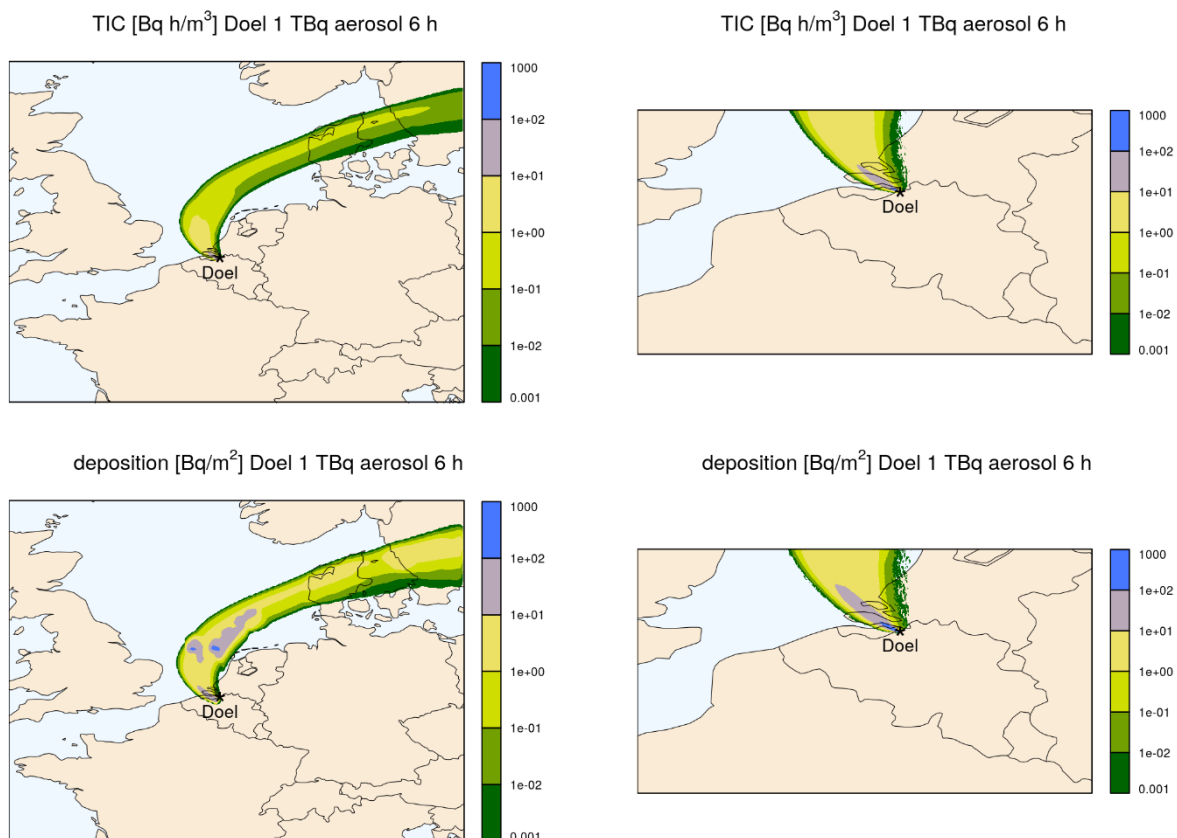 TIC [Bq h/m³] Doel 1 TBq aerosol 6 h
1000
1e+02
1e+01
1e+00
1e-01
1e-02
0.001
Doel
TIC [Bq h/m³] Doel 1 TBq aerosol 6 h
1000
1e+02
1e+01
1e+00
1e-01
1e-02
0.001
Doel
deposition [Bq/m²] Doel 1 TBq aerosol 6 h
1000
1e+02
1e+01
1e+00
1e-01
1e-02
0.001
Doel
deposition [Bq/m²] Doel 1 TBq aerosol 6 h
1000
1e+02
1e+01
1e+00
1e-01
1e-02
0.001
Doel